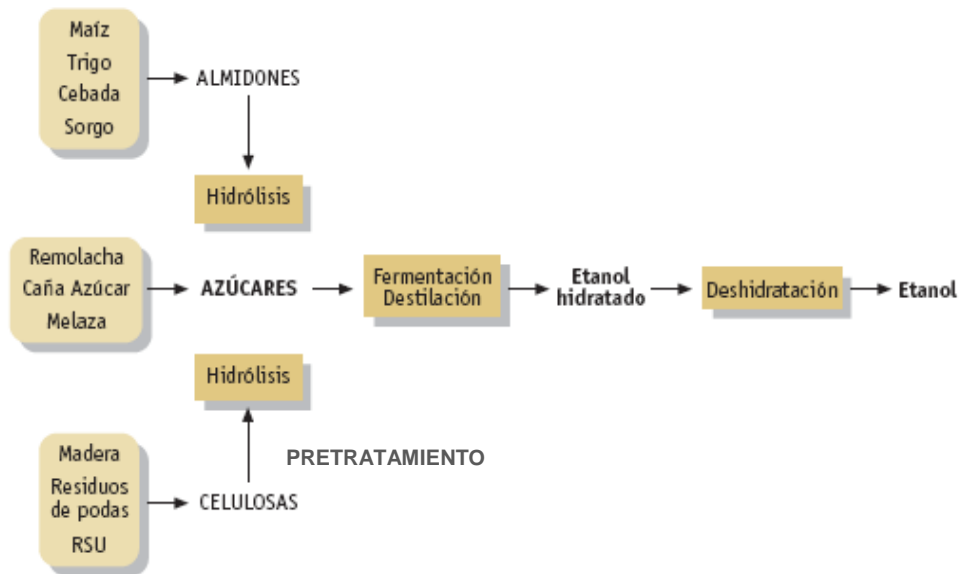 Maíz
Trigo
Cebada
Sorgo
ALMIDONES
Hidrólisis
Remolacha
Caña Azúcar
Melaza
AZÚCARES
Fermentación
Destilación
Etanol
hidratado
Deshidratación
Etanol
Hidrólisis
PRETRATAMIENTO
Madera
Residuos
de podas
RSU
CELULOSAS